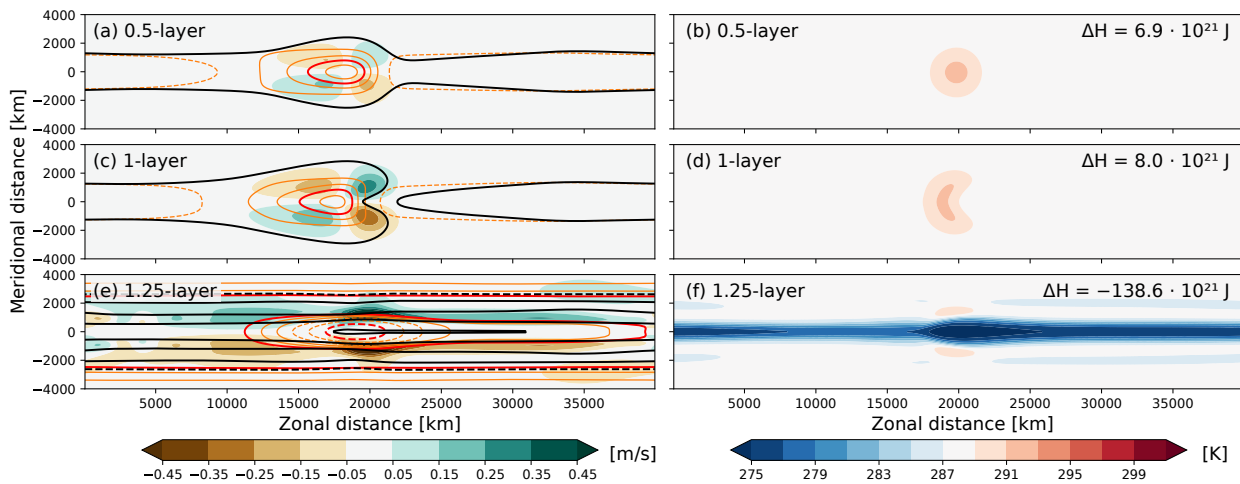 4000
2000
0
−2000
−4000
(a) 0.5-layer
(b) 0.5-layer
ΔH = 6.9 · 10²¹ J
4000
2000
0
−2000
−4000
(c) 1-layer
(d) 1-layer
ΔH = 8.0 · 10²¹ J
4000
2000
0
−2000
−4000
(e) 1.25-layer
(f) 1.25-layer
ΔH = −138.6 · 10²¹ J
Meridional distance [km]
5000 10000 15000 20000 25000 30000 35000
5000 10000 15000 20000 25000 30000 35000
Zonal distance [km]
Zonal distance [km]
−0.45 −0.35 −0.25 −0.15 −0.05 0.05 0.15 0.25 0.35 0.45
[m/s]
275 279 283 287 291 295 299
[K]